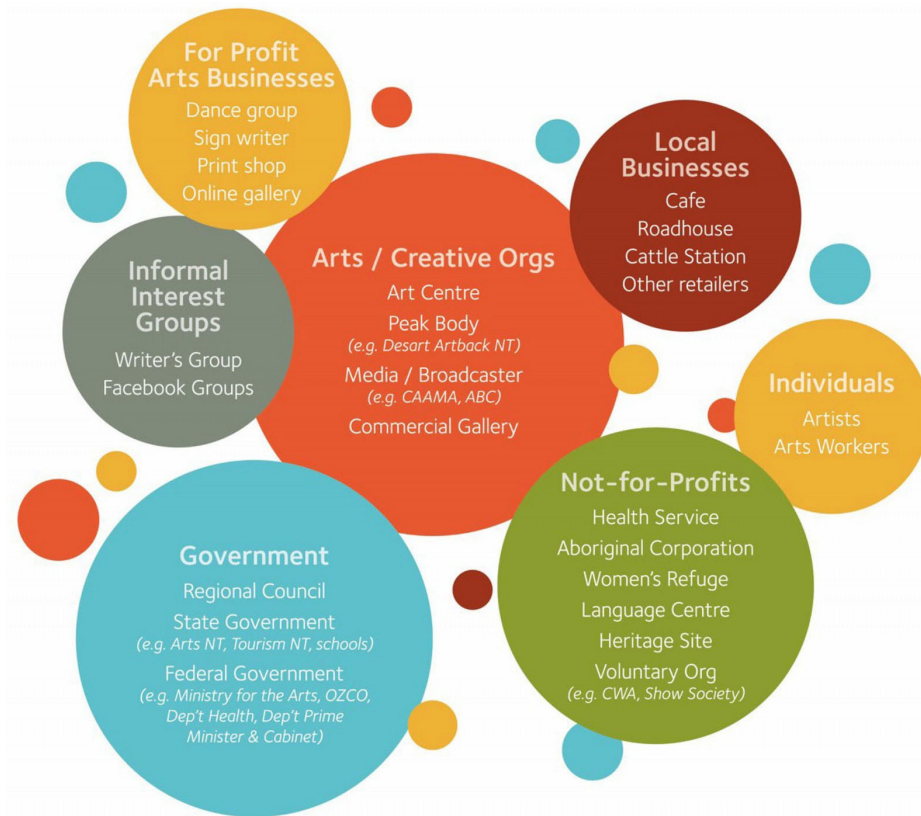 For Profit
Arts Businesses
Dance group
Sign writer
Print shop
Online gallery
Local
Businesses
Cafe
Roadhouse
Cattle Station
Other retailers
Arts / Creative Orgs
Art Centre
Peak Body
(e.g. Desart Artback NT)
Media / Broadcaster
(e.g. CAAMA, ABC)
Commercial Gallery
Informal
Interest
Groups
Writer's Group
Facebook Groups
Individuals
Artists
Arts Workers
Not-for-Profits
Health Service
Aboriginal Corporation
Women's Refuge
Language Centre
Heritage Site
Voluntary Org
(e.g. CWA, Show Society)
Government
Regional Council
State Government
(e.g. Arts NT, Tourism NT, schools)
Federal Government
(e.g. Ministry for the Arts, OZCO,
Dep't Health, Dep't Prime
Minister & Cabinet)